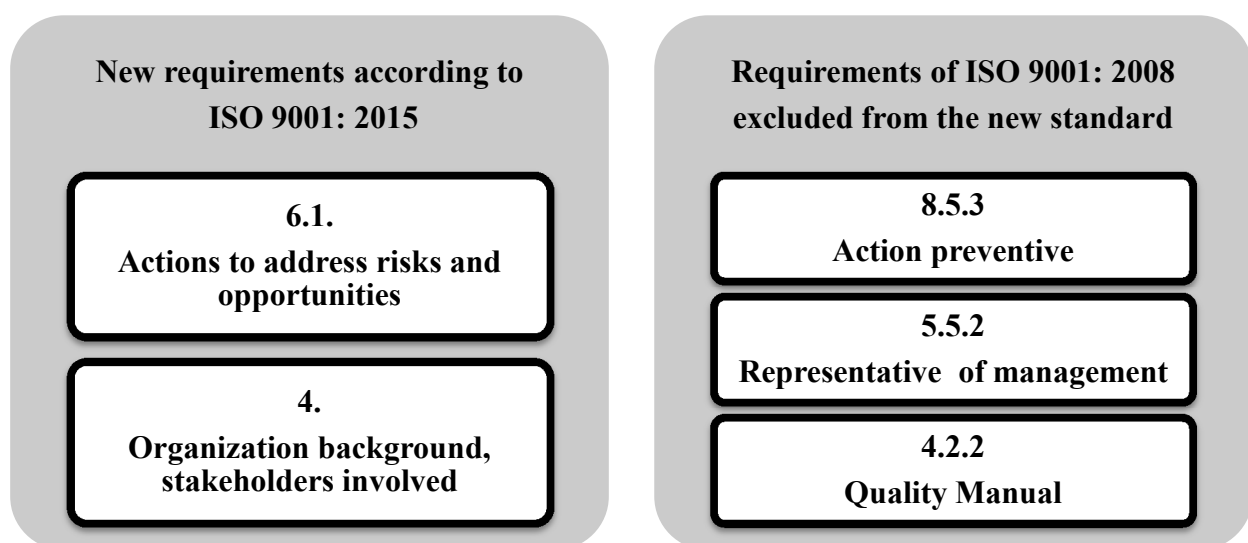 New requirements according to
ISO 9001: 2015
6.1.
Actions to address risks and
opportunities
4.
Organization background,
stakeholders involved
Requirements of ISO 9001: 2008
excluded from the new standard
8.5.3
Action preventive
5.5.2
Representative  of management
4.2.2
Quality Manual